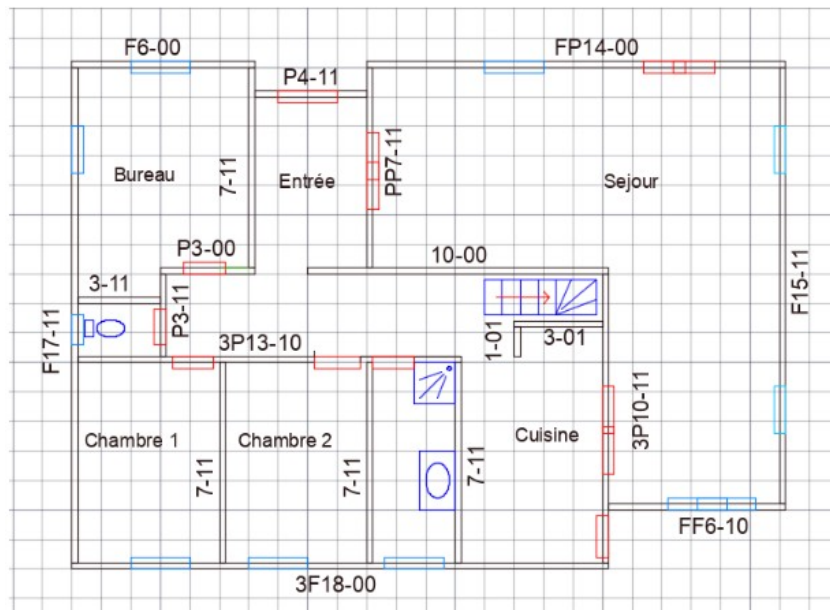 F6-00
FP14-00
P4-11
Bureau
7-11
Entrée
PP7-11
Sejour
P3-00
10-00
3-11
F17-11
P3-11
3P13-10
1-01
3-01
F15-11
Chambre 1
7-11
Chambre 2
7-11
7-11
Cuisine
3P10-11
FF6-10
3F18-00